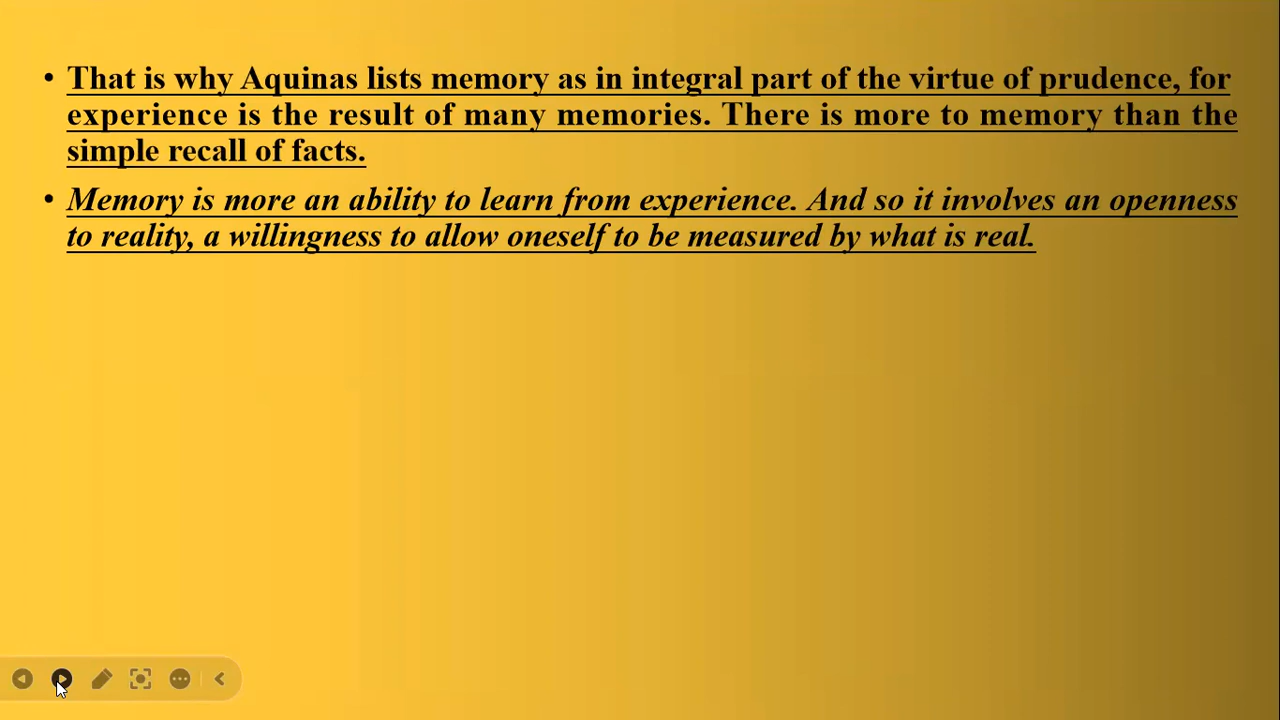 • That is why Aquinas lists memory as in integral part of the virtue of prudence, for
experience is the result of many memories. There is more to memory than the
simple recall of facts.
• Memory is more an ability to learn from experience. And so it involves an openness
to reality, a willingness to allow oneself to be measured by what is real.